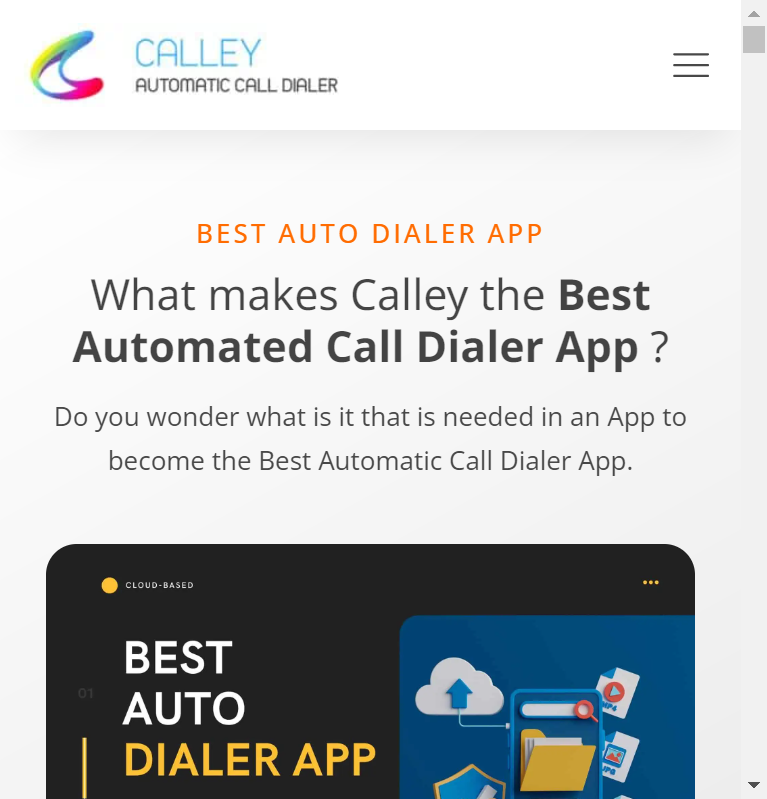 CALLEY
AUTOMATIC CALL DIALER
BEST AUTO DIALER APP
What makes Calley the Best
Automated Call Dialer App ?
Do you wonder what is it that is needed in an App to
become the Best Automatic Call Dialer App.
CLOUD-BASED
BEST
01
AUTO
DIALER APP
MP4
JPG